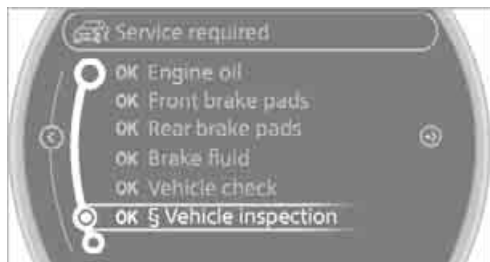 Service required
OK Engine oil
OK Front brake pads
OK Rear brake pads
OK Brake fluid
OK Vehicle check
OK § Vehicle inspection